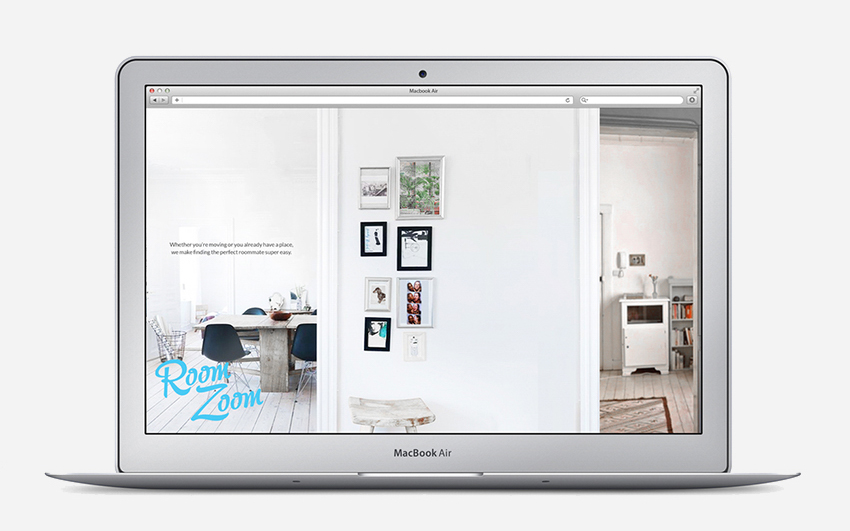 Macbook Air
Whether you're moving or you already have a place,
we make finding the perfect roommate super easy.
Room
Zoom
MacBook Air